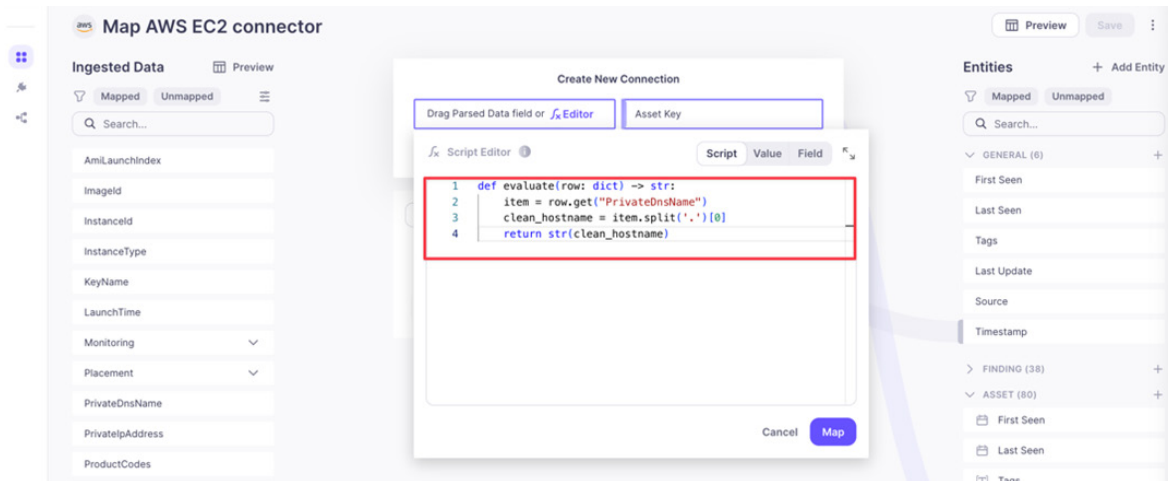 aws Map AWS EC2 connector
Preview
Save
Ingested Data
Preview
Mapped
Unmapped
Search...
AmiLaunchIndex
ImageId
InstanceId
InstanceType
KeyName
LaunchTime
Monitoring
Placement
PrivateDnsName
PrivateIpAddress
ProductCodes
Create New Connection
Drag Parsed Data field or fx Editor
Asset Key
fx Script Editor
Script
Value
Field
1 def evaluate(row: dict) -> str:
2 item = row.get("PrivateDnsName")
3 clean_hostname = item.split('.')[0]
4 return str(clean_hostname)
Cancel
Map
Entities
+ Add Entity
Mapped
Unmapped
Search...
GENERAL (6)
First Seen
Last Seen
Tags
Last Update
Source
Timestamp
FINDING (38)
ASSET (80)
First Seen
Last Seen
Tags